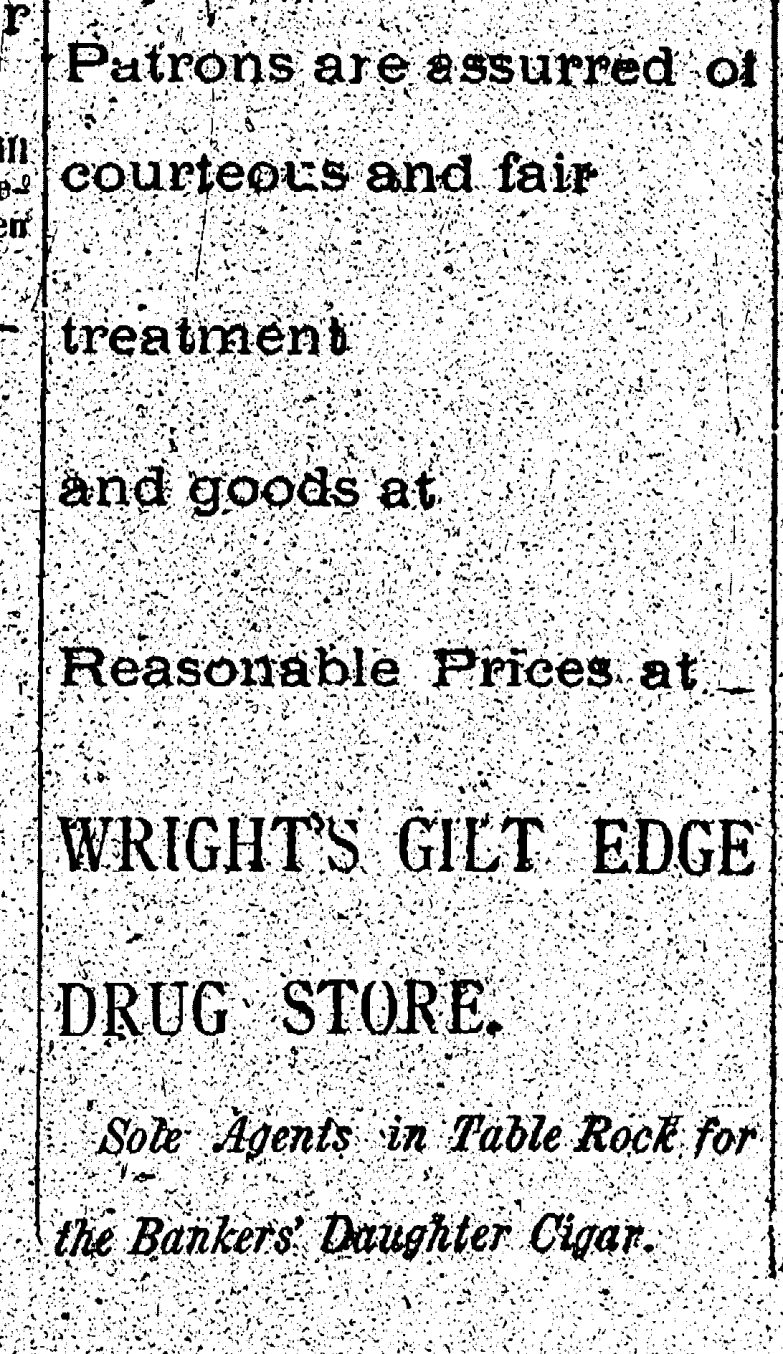 Patrons are assurred of
courteous and fair
treatment
and goods at
Reasonable Prices at
WRIGHT'S GILT EDGE
DRUG STORE.
Sole Agents in Table Rock for
the Bankers' Daughter Cigar.